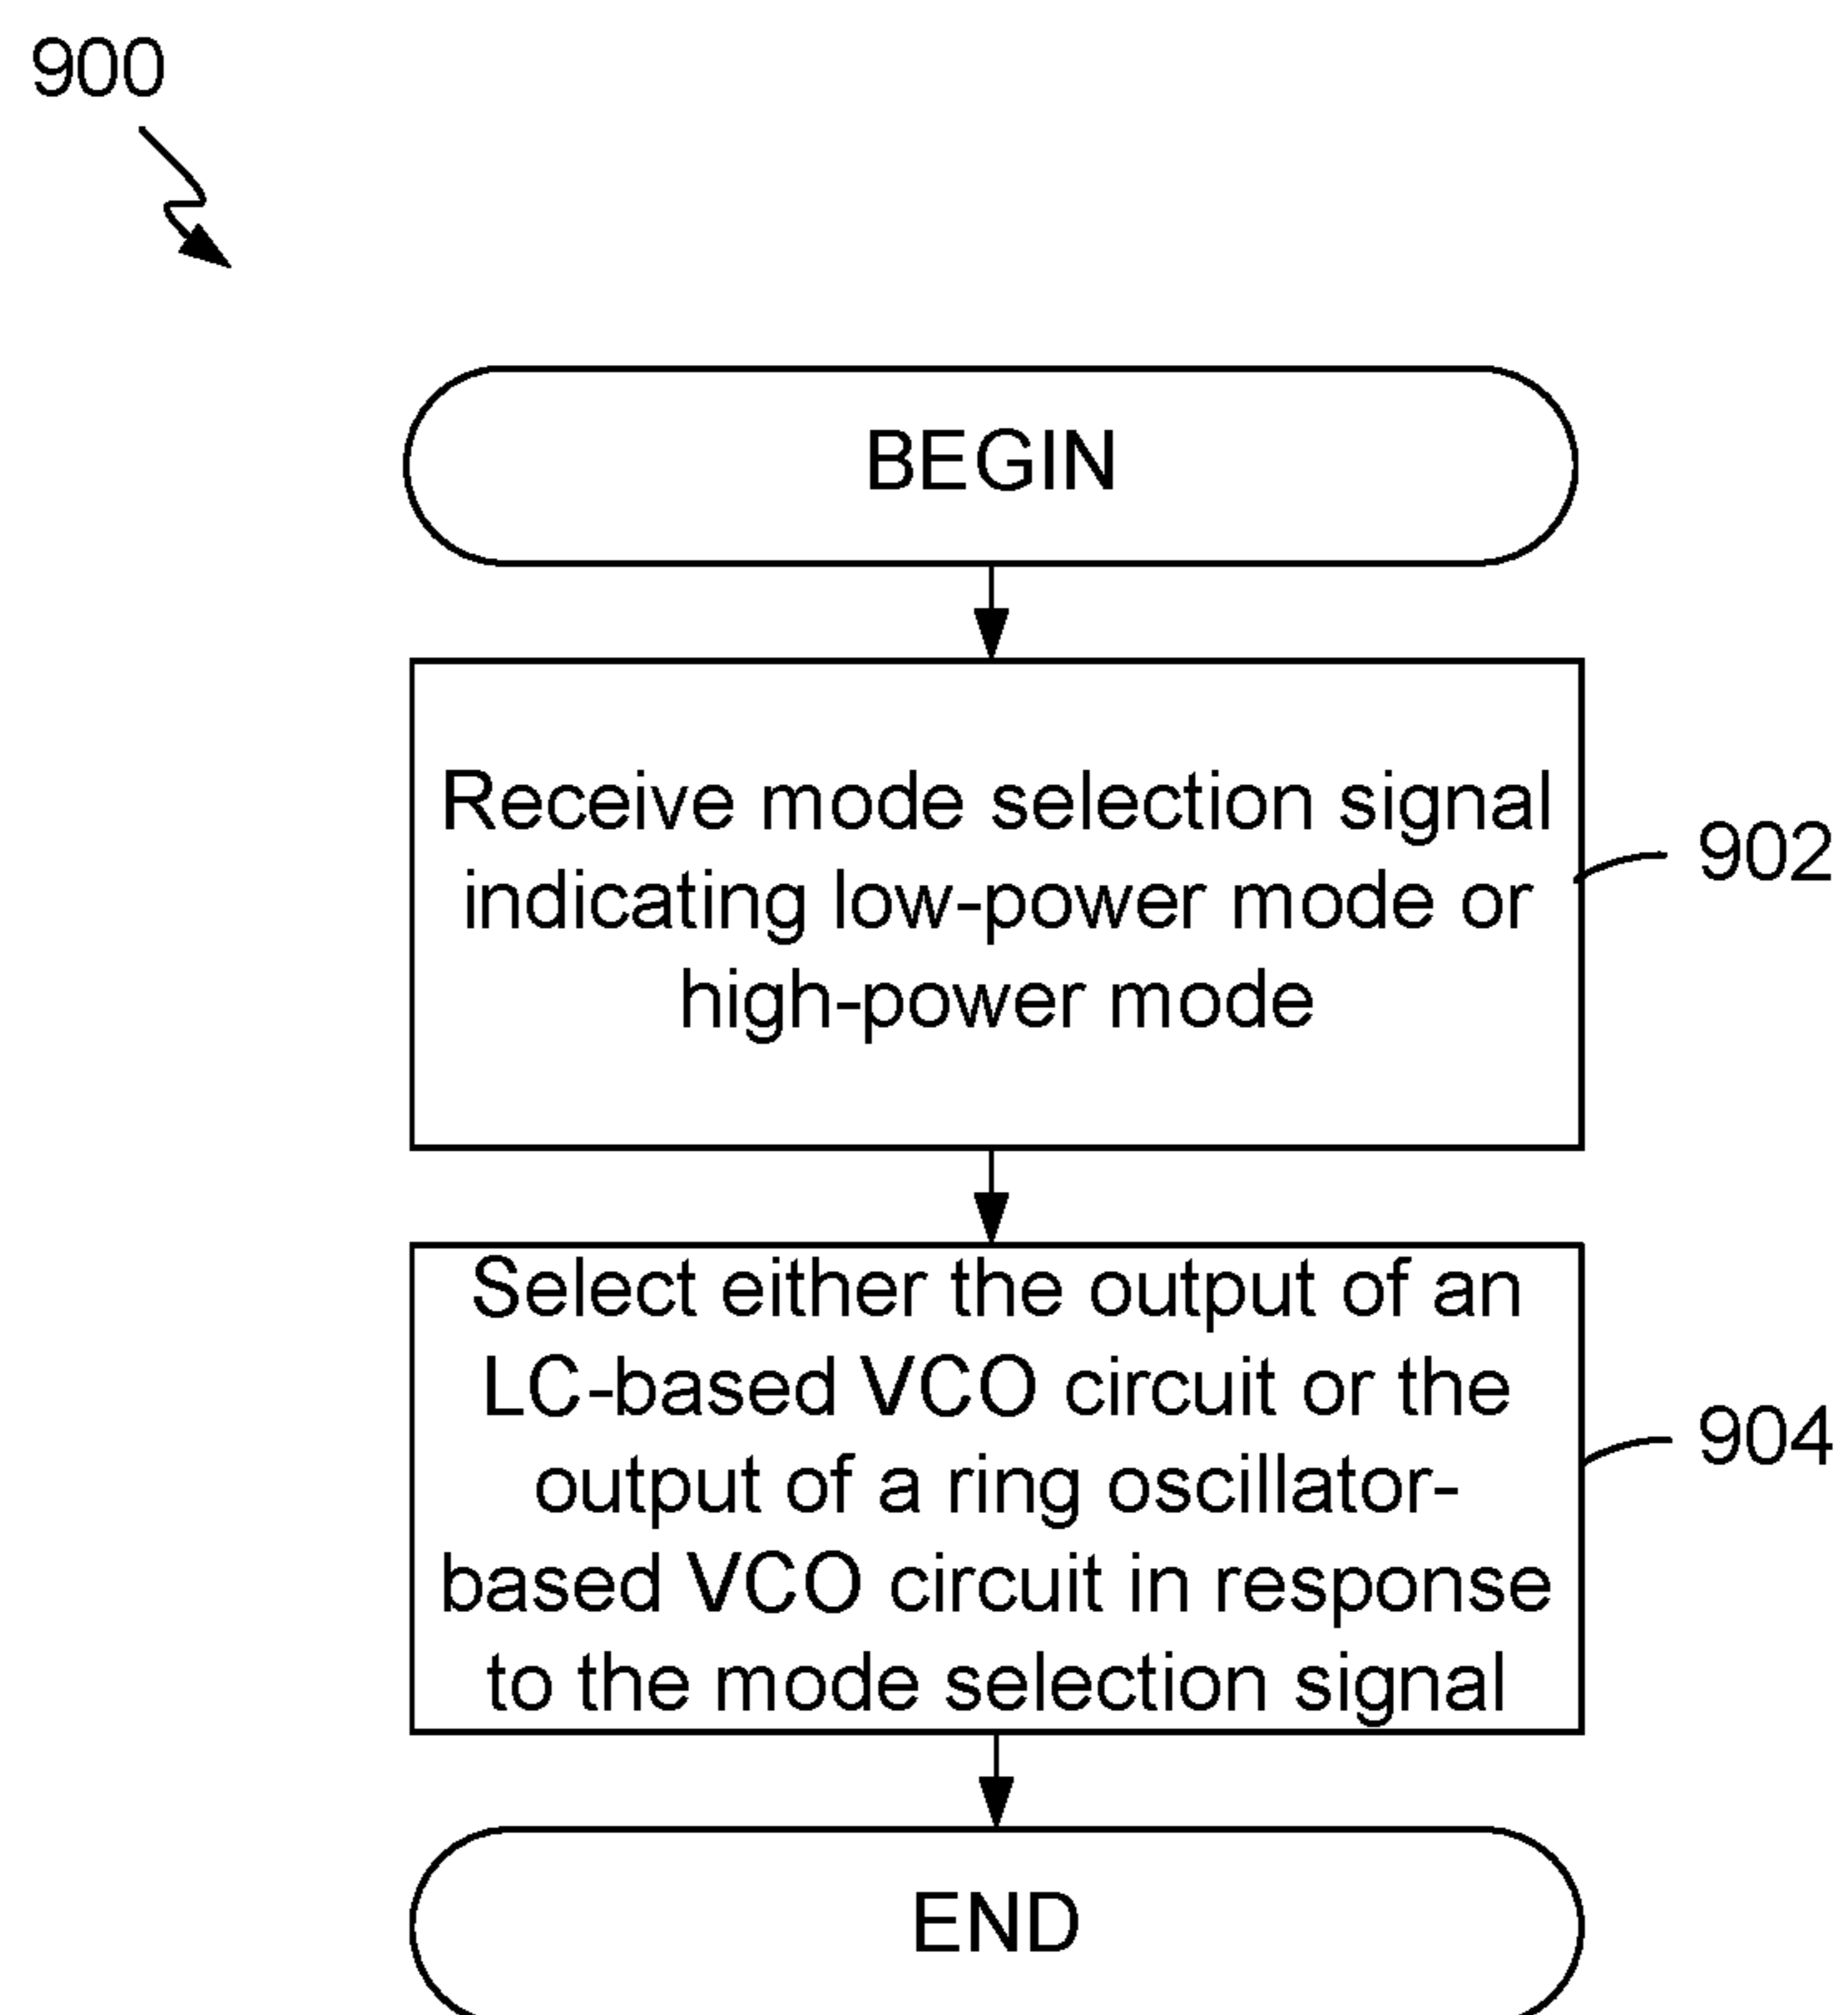 900
BEGIN
Receive mode selection signal
indicating low-power mode or
high-power mode
902
Select either the output of an
LC-based VCO circuit or the
output of a ring oscillator-
based VCO circuit in response
to the mode selection signal
904
END